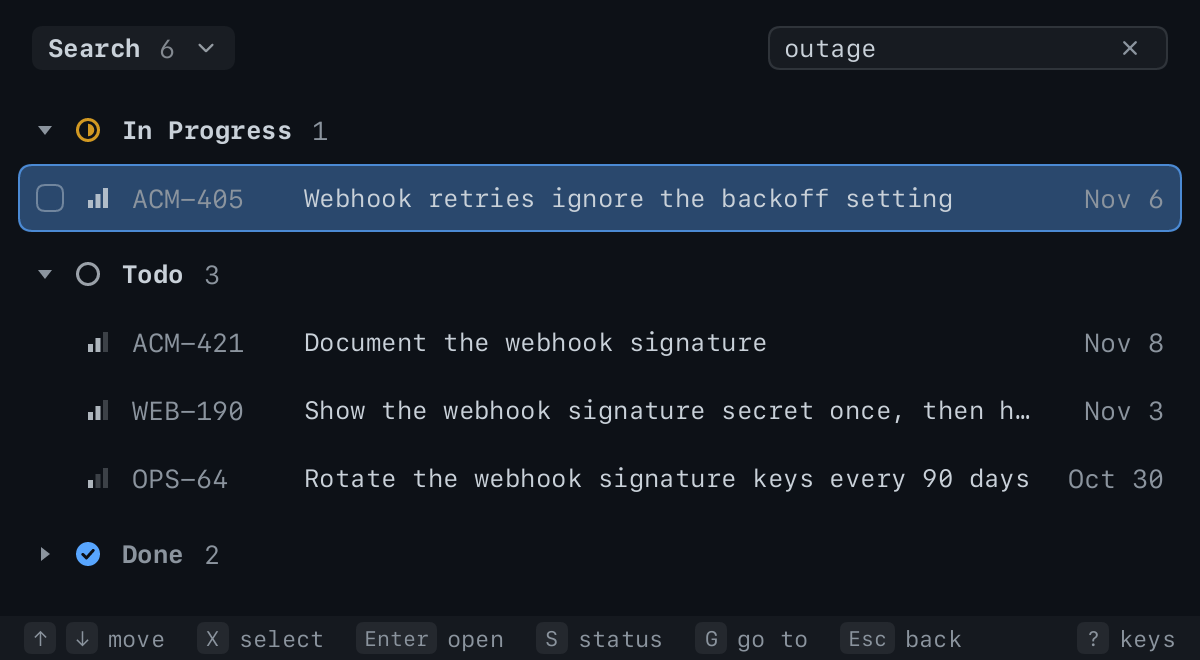 Search 6
outage
In Progress 1
ACM-405 Webhook retries ignore the backoff setting Nov 6
Todo 3
ACM-421 Document the webhook signature Nov 8
WEB-190 Show the webhook signature secret once, then h… Nov 3
OPS-64 Rotate the webhook signature keys every 90 days Oct 30
Done 2
↑ ↓ move X select Enter open S status G go to Esc back ? keys